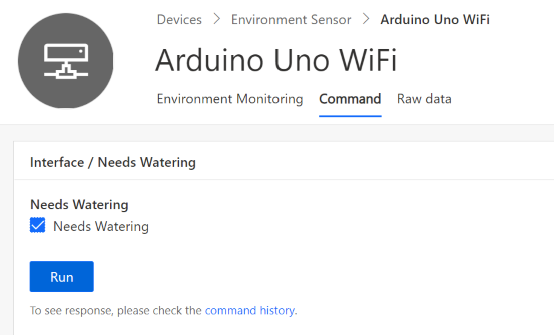 Devices > Environment Sensor > Arduino Uno WiFi
Arduino Uno WiFi
Environment Monitoring Command Raw data
Interface / Needs Watering
Needs Watering
Needs Watering
Run
To see response, please check the command history.